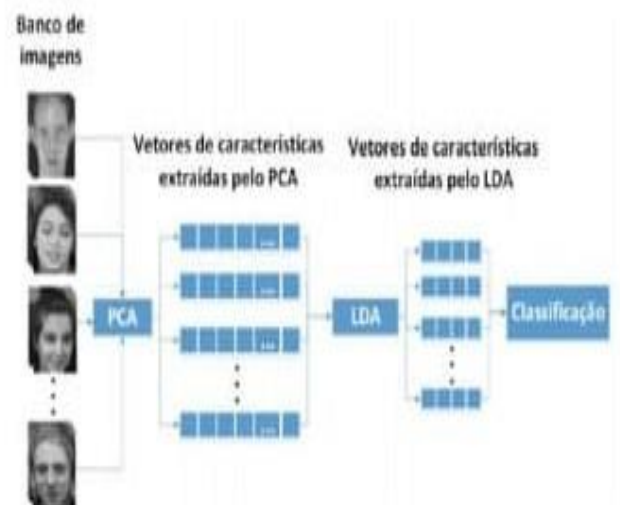 Banco de
imagens
Vetores de características
extraídas pelo PCA
Vetores de características
extraídas pelo LDA
PCA
...
...
LDA
Classificação
...
...